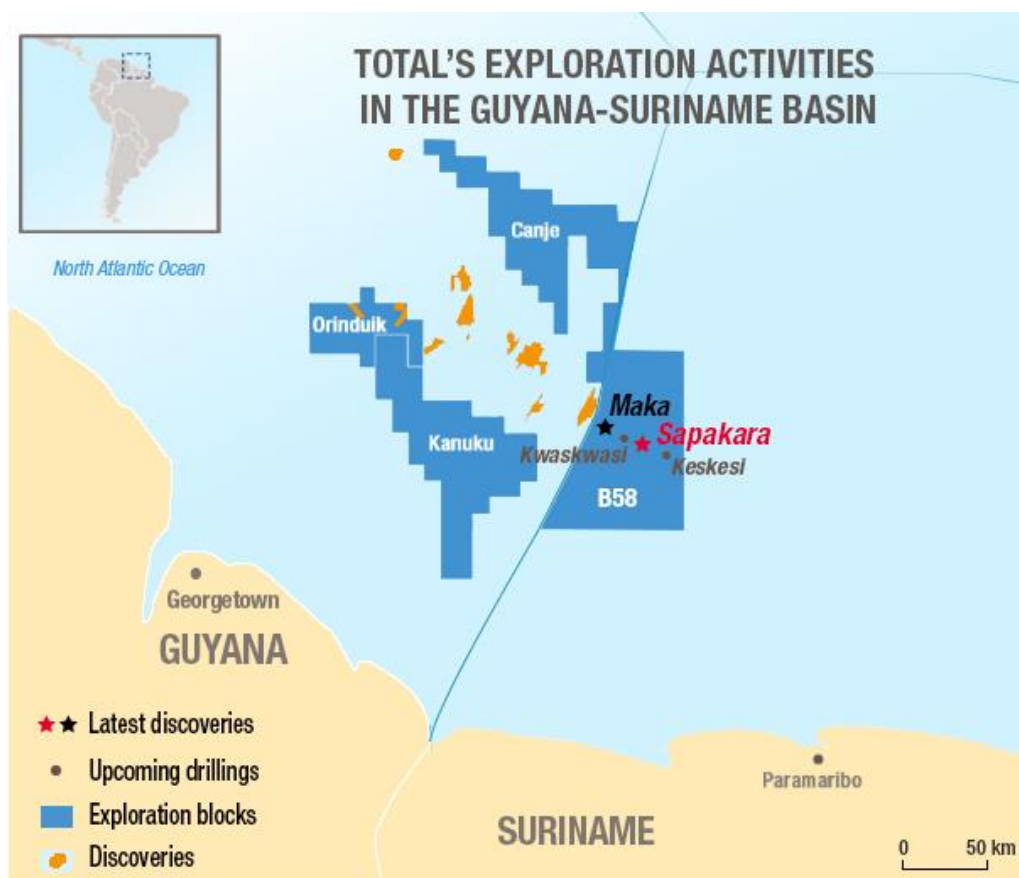 TOTAL'S EXPLORATION ACTIVITIES
IN THE GUYANA-SURINAME BASIN
North Atlantic Ocean
Canje
Orinduik
Maka
Sapakara
Kwaskwasi
Keskesi
Kanuku
B58
Georgetown
GUYANA
Latest discoveries
Upcoming drillings
Exploration blocks
Discoveries
Paramaribo
SURINAME
0 50 km